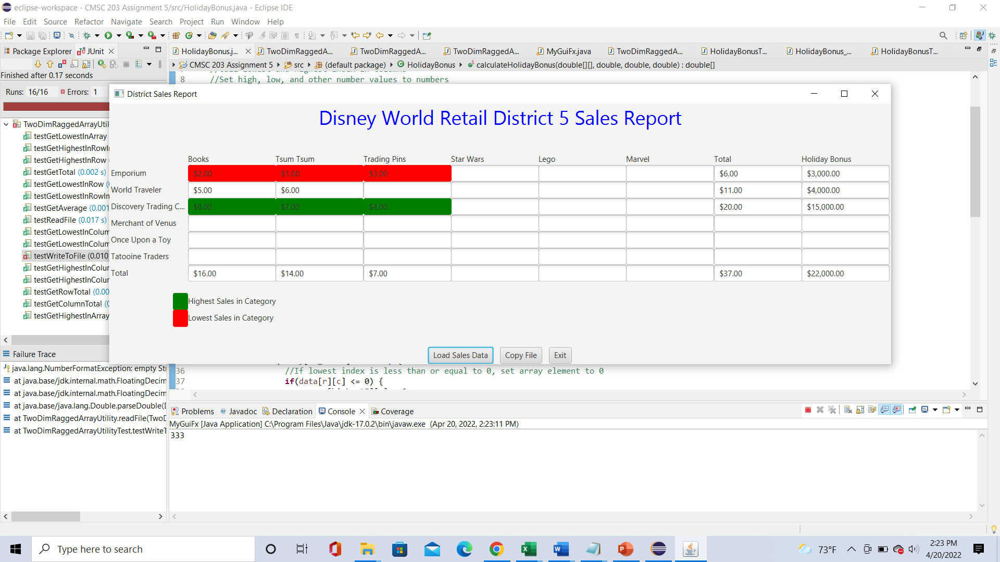 eclipse-workspace - CMSC 203 Assignment 5/src/HolidayBonus.java - Eclipse IDE
File Edit Source Refactor Navigate Search Project Run Window Help
Package Explorer JUnit
HolidayBonus.j... TwoDimRaggedA... TwoDimRaggedA... TwoDimRaggedA... MyGuiFx.java TwoDimRaggedA... HolidayBonusT... HolidayBonus_... HolidayBonusT...
CMSC 203 Assignment 5 src (default package) HolidayBonus calculateHolidayBonus(double[][], double, double, double) : double[]
Finished after 0.17 seconds
8 //Set high, low, and other number values to numbers
Runs: 16/16 Errors: 1
TwoDimRaggedArrayUtil
testGetLowestInArray
testGetHighestInRowI
testGetHighestInRow
testGetTotal (0.002 s)
testGetLowestInRow
testGetLowestInRowIn
testGetAverage (0.001
testReadFile (0.017 s)
testGetLowestInColum
testGetLowestInColum
testWriteToFile (0.010
testGetHighestInColu
testGetHighestInColu
testGetRowTotal (0.00
testGetColumnTotal (
testGetHighestInArray
District Sales Report
Disney World Retail District 5 Sales Report
Books Tsum Tsum Trading Pins Star Wars Lego Marvel Total Holiday Bonus
Emporium $2.00 $1.00 $3.00 $6.00 $3,000.00
World Traveler $5.00 $6.00 $11.00 $4,000.00
Discovery Trading C... $9.00 $7.00 $4.00 $20.00 $15,000.00
Merchant of Venus
Once Upon a Toy
Tatooine Traders
Total $16.00 $14.00 $7.00 $37.00 $22,000.00
Highest Sales in Category
Lowest Sales in Category
Load Sales Data Copy File Exit
Failure Trace
java.lang.NumberFormatException: empty St
at java.base/jdk.internal.math.FloatingDecim
at java.base/jdk.internal.math.FloatingDecim
at java.base/java.lang.Double.parseDouble(D
at TwoDimRaggedArrayUtility.readFile(TwoD
at TwoDimRaggedArrayUtilityTest.testWriteT
36 //If lowest index is less than or equal to 0, set array element to 0
37 if(data[r][c] <= 0) {
Problems Javadoc Declaration Console Coverage
MyGuiFx [Java Application] C:\Program Files\Java\jdk-17.0.2\bin\javaw.exe (Apr 20, 2022, 2:23:11 PM)
333
Type here to search
73°F
2:23 PM
4/20/2022